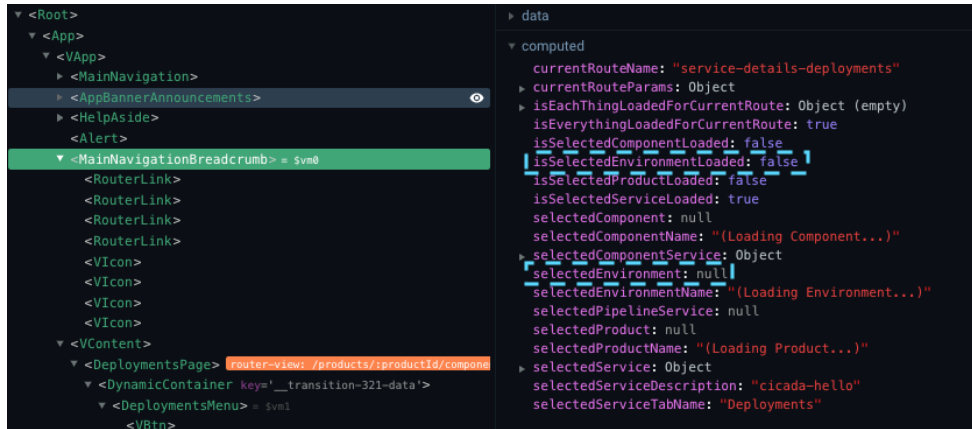 <Root>
<App>
<VApp>
<MainNavigation>
<AppBannerAnnouncements>
<HelpAside>
<Alert>
<MainNavigationBreadcrumb> = $vm0
<RouterLink>
<RouterLink>
<RouterLink>
<RouterLink>
<VIcon>
<VIcon>
<VIcon>
<VIcon>
<VContent>
<DeploymentsPage> router-view: /products/:productId/compone
<DynamicContainer key='__transition-321-data'>
<DeploymentsMenu> = $vm1
<VBtn>
data
computed
currentRouteName: "service-details-deployments"
currentRouteParams: Object
isEachThingLoadedForCurrentRoute: Object (empty)
isEverythingLoadedForCurrentRoute: true
isSelectedComponentLoaded: false
isSelectedEnvironmentLoaded: false
isSelectedProductLoaded: false
isSelectedServiceLoaded: true
selectedComponent: null
selectedComponentName: "(Loading Component...)"
selectedComponentService: Object
selectedEnvironment: null
selectedEnvironmentName: "(Loading Environment...)"
selectedPipelineService: null
selectedProduct: null
selectedProductName: "(Loading Product...)"
selectedService: Object
selectedServiceDescription: "cicada-hello"
selectedServiceTabName: "Deployments"